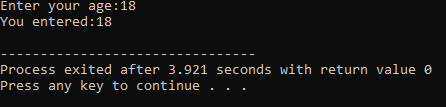 Enter your age:18
You entered:18
--------------------------------
Process exited after 3.921 seconds with return value 0
Press any key to continue . . .